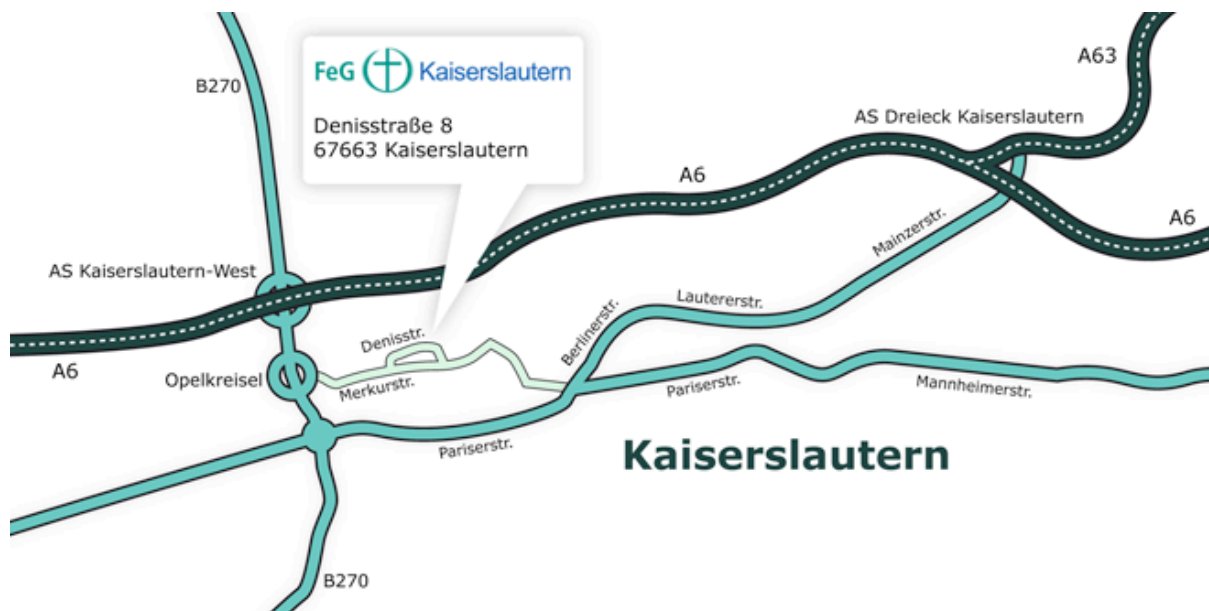 A63
B270
FeG Kaiserslautern
Denisstraße 8
67663 Kaiserslautern
AS Dreieck Kaiserslautern
A6
A6
Mainzerstr.
AS Kaiserslautern-West
Lautererstr.
Berlinerstr.
Denisstr.
A6
Opelkreisel
Merkurstr.
Pariserstr.
Mannheimerstr.
Pariserstr.
Kaiserslautern
B270